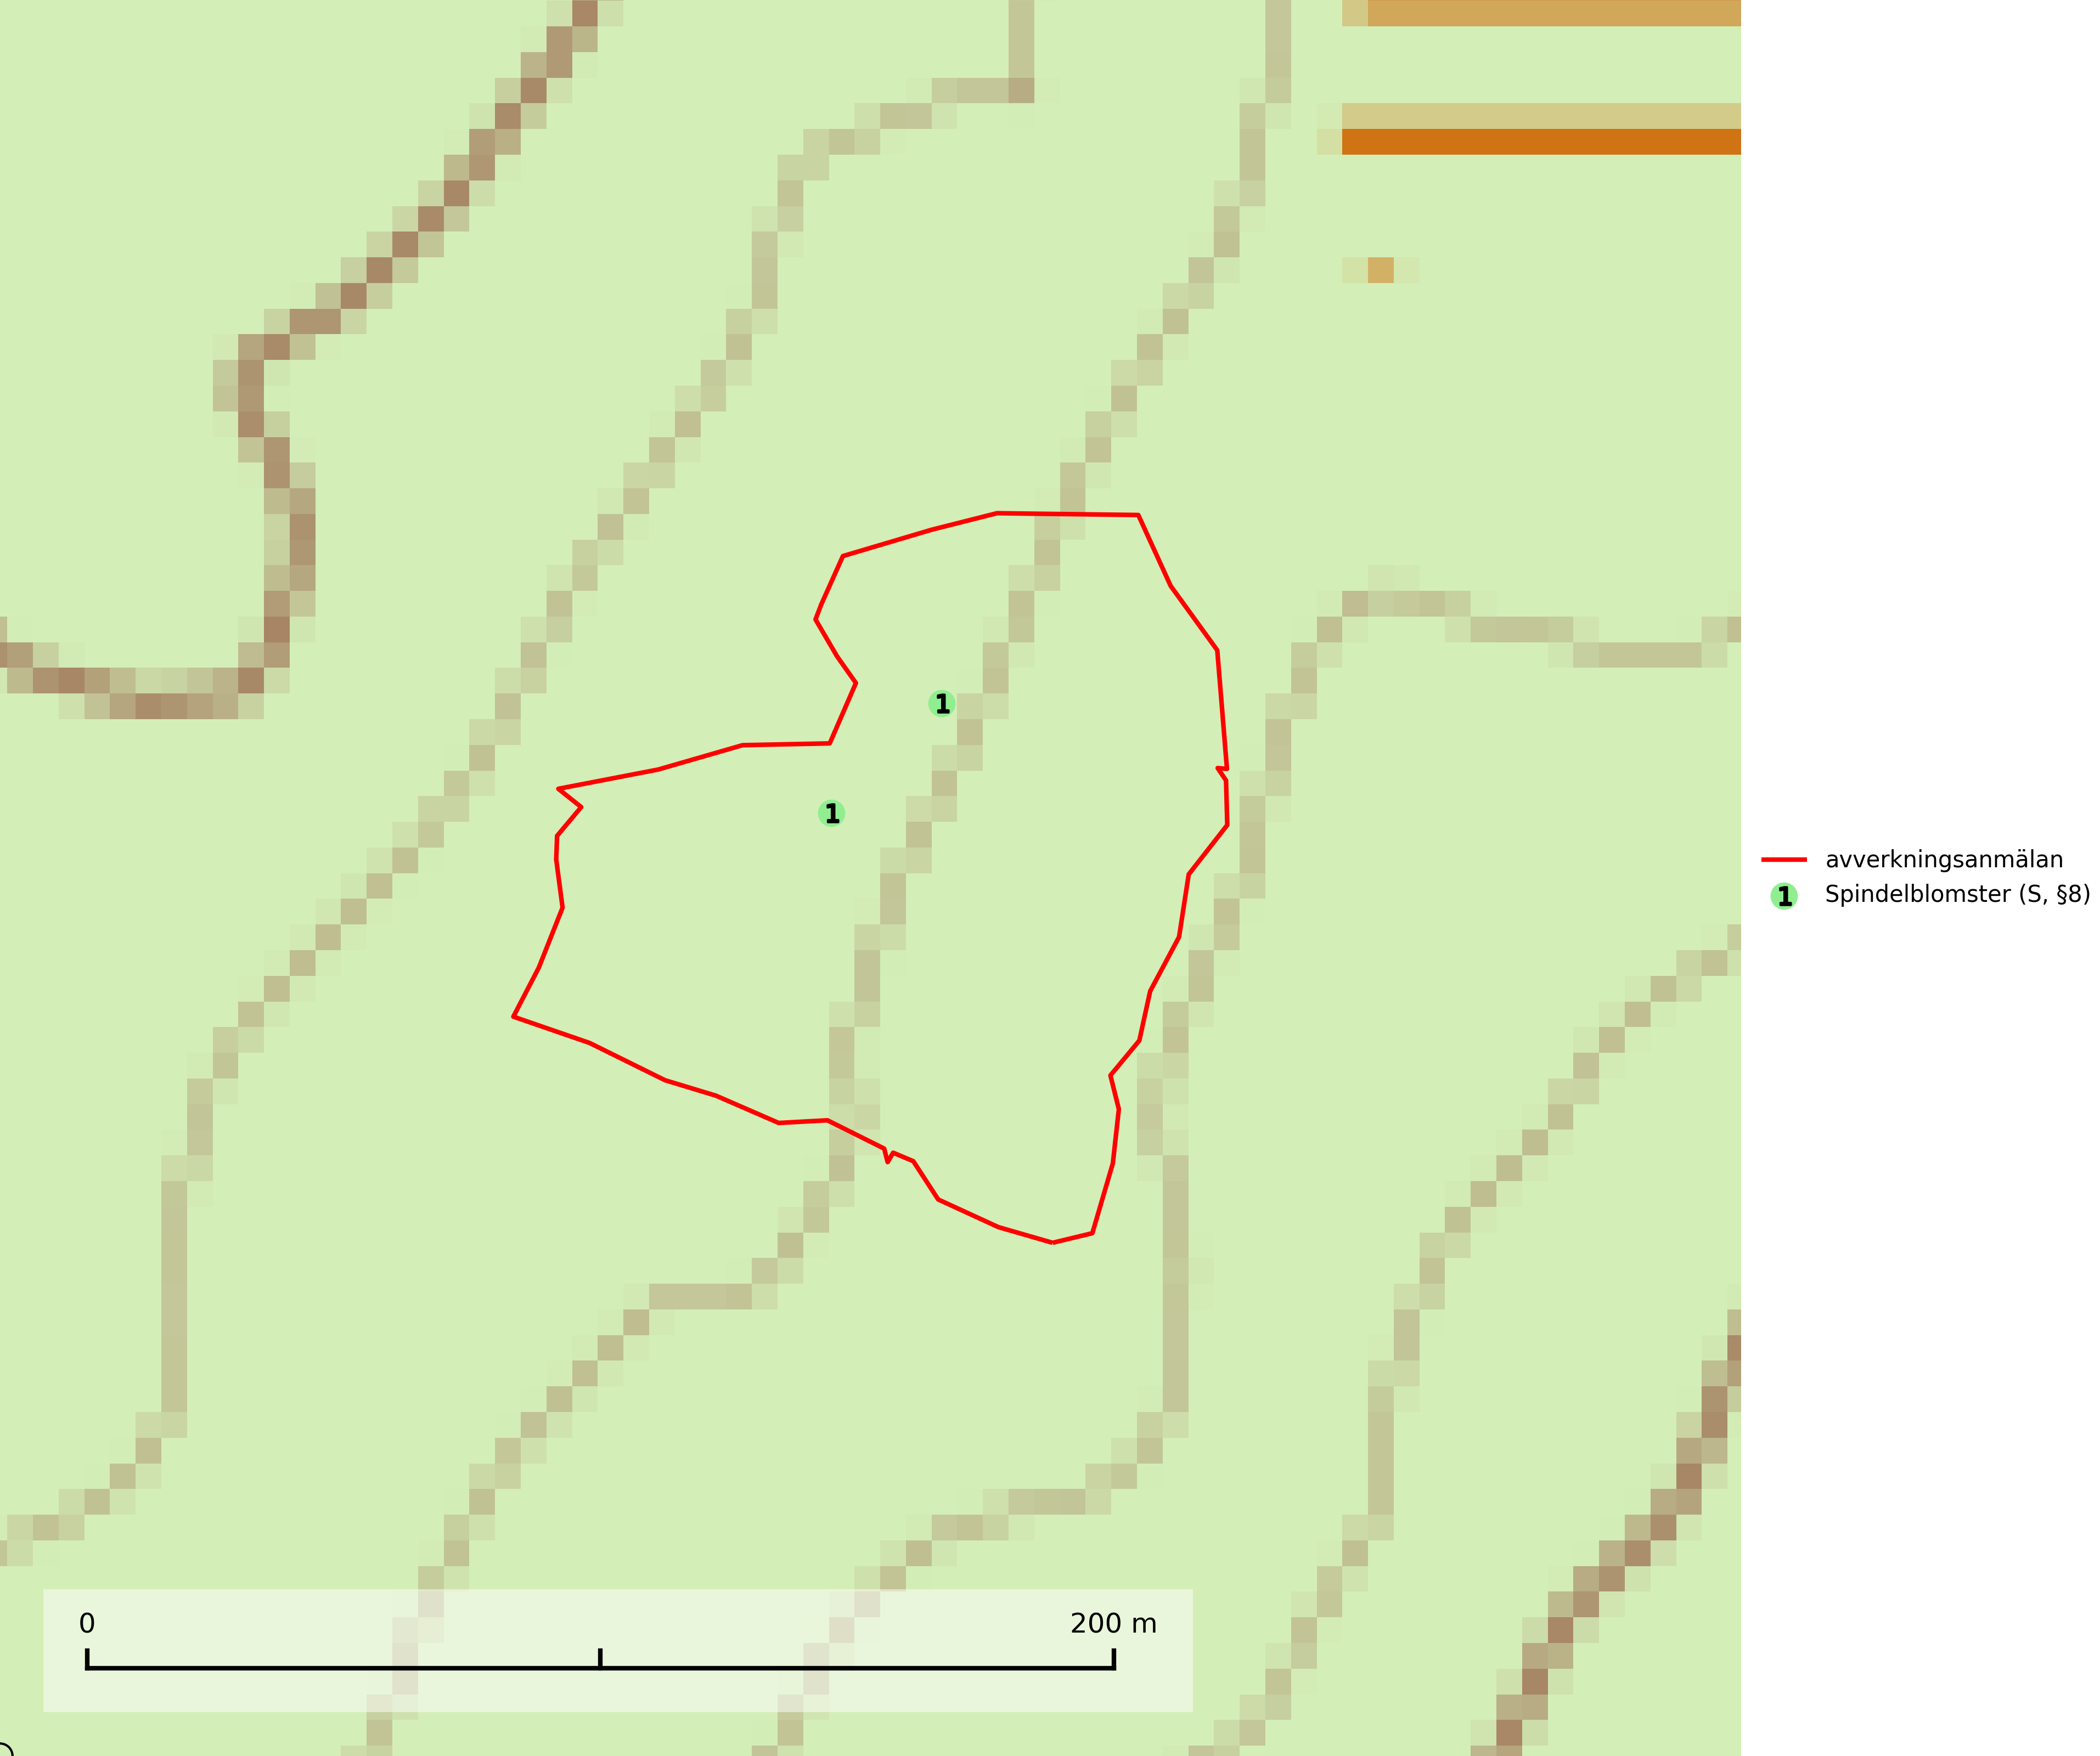 1
1
avverkningsanmälan
1 Spindelblomster (S, §8)
0 200 m